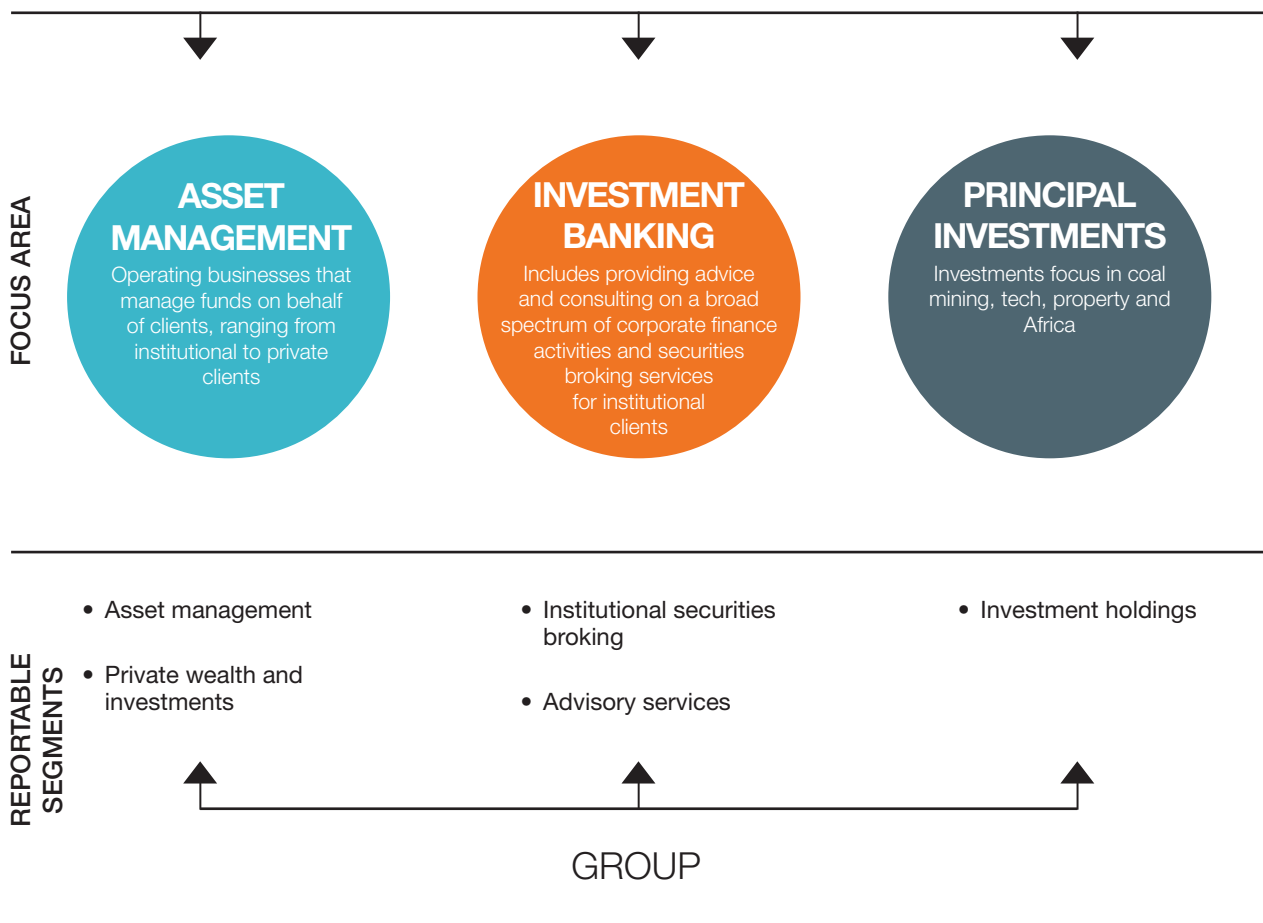 FOCUS AREA
ASSET
MANAGEMENT
Operating businesses that
manage funds on behalf
of clients, ranging from
institutional to private
clients
INVESTMENT
BANKING
Includes providing advice
and consulting on a broad
spectrum of corporate finance
activities and securities
broking services
for institutional
clients
PRINCIPAL
INVESTMENTS
Investments focus in coal
mining, tech, property and
Africa
REPORTABLE
SEGMENTS
• Asset management
• Private wealth and
investments
• Institutional securities
broking
• Advisory services
• Investment holdings
GROUP